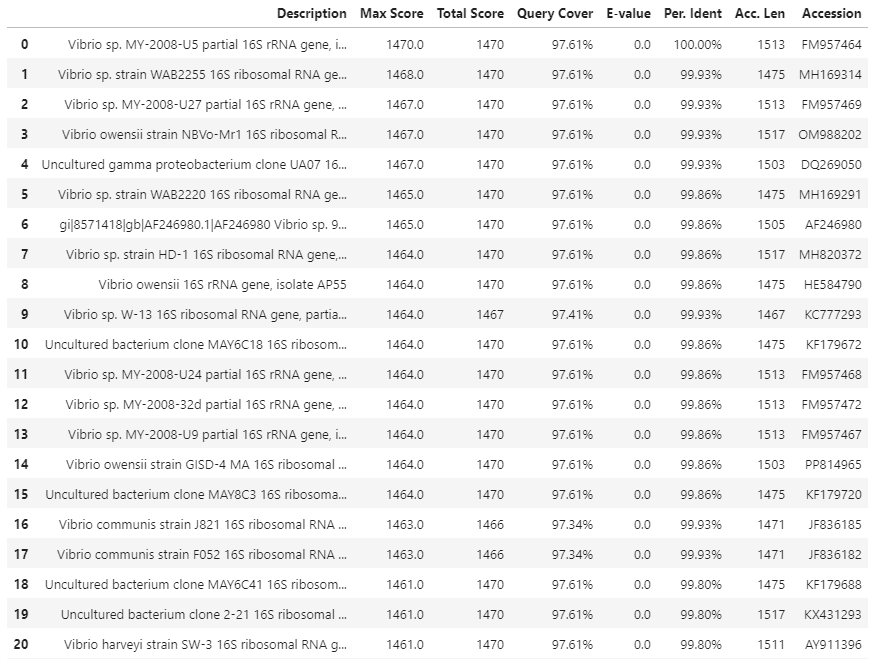 Description Max Score Total Score Query Cover E-value Per. Ident Acc. Len Accession
0 Vibrio sp. MY-2008-U5 partial 16S rRNA gene, i... 1470.0 1470 97.61% 0.0 100.00% 1513 FM957464
1 Vibrio sp. strain WAB2255 16S ribosomal RNA ge... 1468.0 1470 97.61% 0.0 99.93% 1475 MH169314
2 Vibrio sp. MY-2008-U27 partial 16S rRNA gene, ... 1467.0 1470 97.61% 0.0 99.93% 1513 FM957469
3 Vibrio owensii strain NBVo-Mr1 16S ribosomal R... 1467.0 1470 97.61% 0.0 99.93% 1517 OM988202
4 Uncultured gamma proteobacterium clone UA07 16... 1467.0 1470 97.61% 0.0 99.93% 1503 DQ269050
5 Vibrio sp. strain WAB2220 16S ribosomal RNA ge... 1465.0 1470 97.61% 0.0 99.86% 1475 MH169291
6 gi|8571418|gb|AF246980.1|AF246980 Vibrio sp. 9... 1465.0 1470 97.61% 0.0 99.86% 1505 AF246980
7 Vibrio sp. strain HD-1 16S ribosomal RNA gene,... 1464.0 1470 97.61% 0.0 99.86% 1517 MH820372
8 Vibrio owensii 16S rRNA gene, isolate AP55 1464.0 1470 97.61% 0.0 99.86% 1475 HE584790
9 Vibrio sp. W-13 16S ribosomal RNA gene, partia... 1464.0 1467 97.41% 0.0 99.93% 1467 KC777293
10 Uncultured bacterium clone MAY6C18 16S ribosom... 1464.0 1470 97.61% 0.0 99.86% 1475 KF179672
11 Vibrio sp. MY-2008-U24 partial 16S rRNA gene, ... 1464.0 1470 97.61% 0.0 99.86% 1513 FM957468
12 Vibrio sp. MY-2008-32d partial 16S rRNA gene, ... 1464.0 1470 97.61% 0.0 99.86% 1513 FM957472
13 Vibrio sp. MY-2008-U9 partial 16S rRNA gene, i... 1464.0 1470 97.61% 0.0 99.86% 1513 FM957467
14 Vibrio owensii strain GISD-4 MA 16S ribosomal ... 1464.0 1470 97.61% 0.0 99.86% 1503 PP814965
15 Uncultured bacterium clone MAY8C3 16S ribosoma... 1464.0 1470 97.61% 0.0 99.86% 1475 KF179720
16 Vibrio communis strain J821 16S ribosomal RNA ... 1463.0 1466 97.34% 0.0 99.93% 1471 JF836185
17 Vibrio communis strain F052 16S ribosomal RNA ... 1463.0 1466 97.34% 0.0 99.93% 1471 JF836182
18 Uncultured bacterium clone MAY6C41 16S ribosom... 1461.0 1470 97.61% 0.0 99.80% 1475 KF179688
19 Uncultured bacterium clone 2-21 16S ribosomal ... 1461.0 1470 97.61% 0.0 99.80% 1517 KX431293
20 Vibrio harveyi strain SW-3 16S ribosomal RNA g... 1461.0 1470 97.61% 0.0 99.80% 1511 AY911396